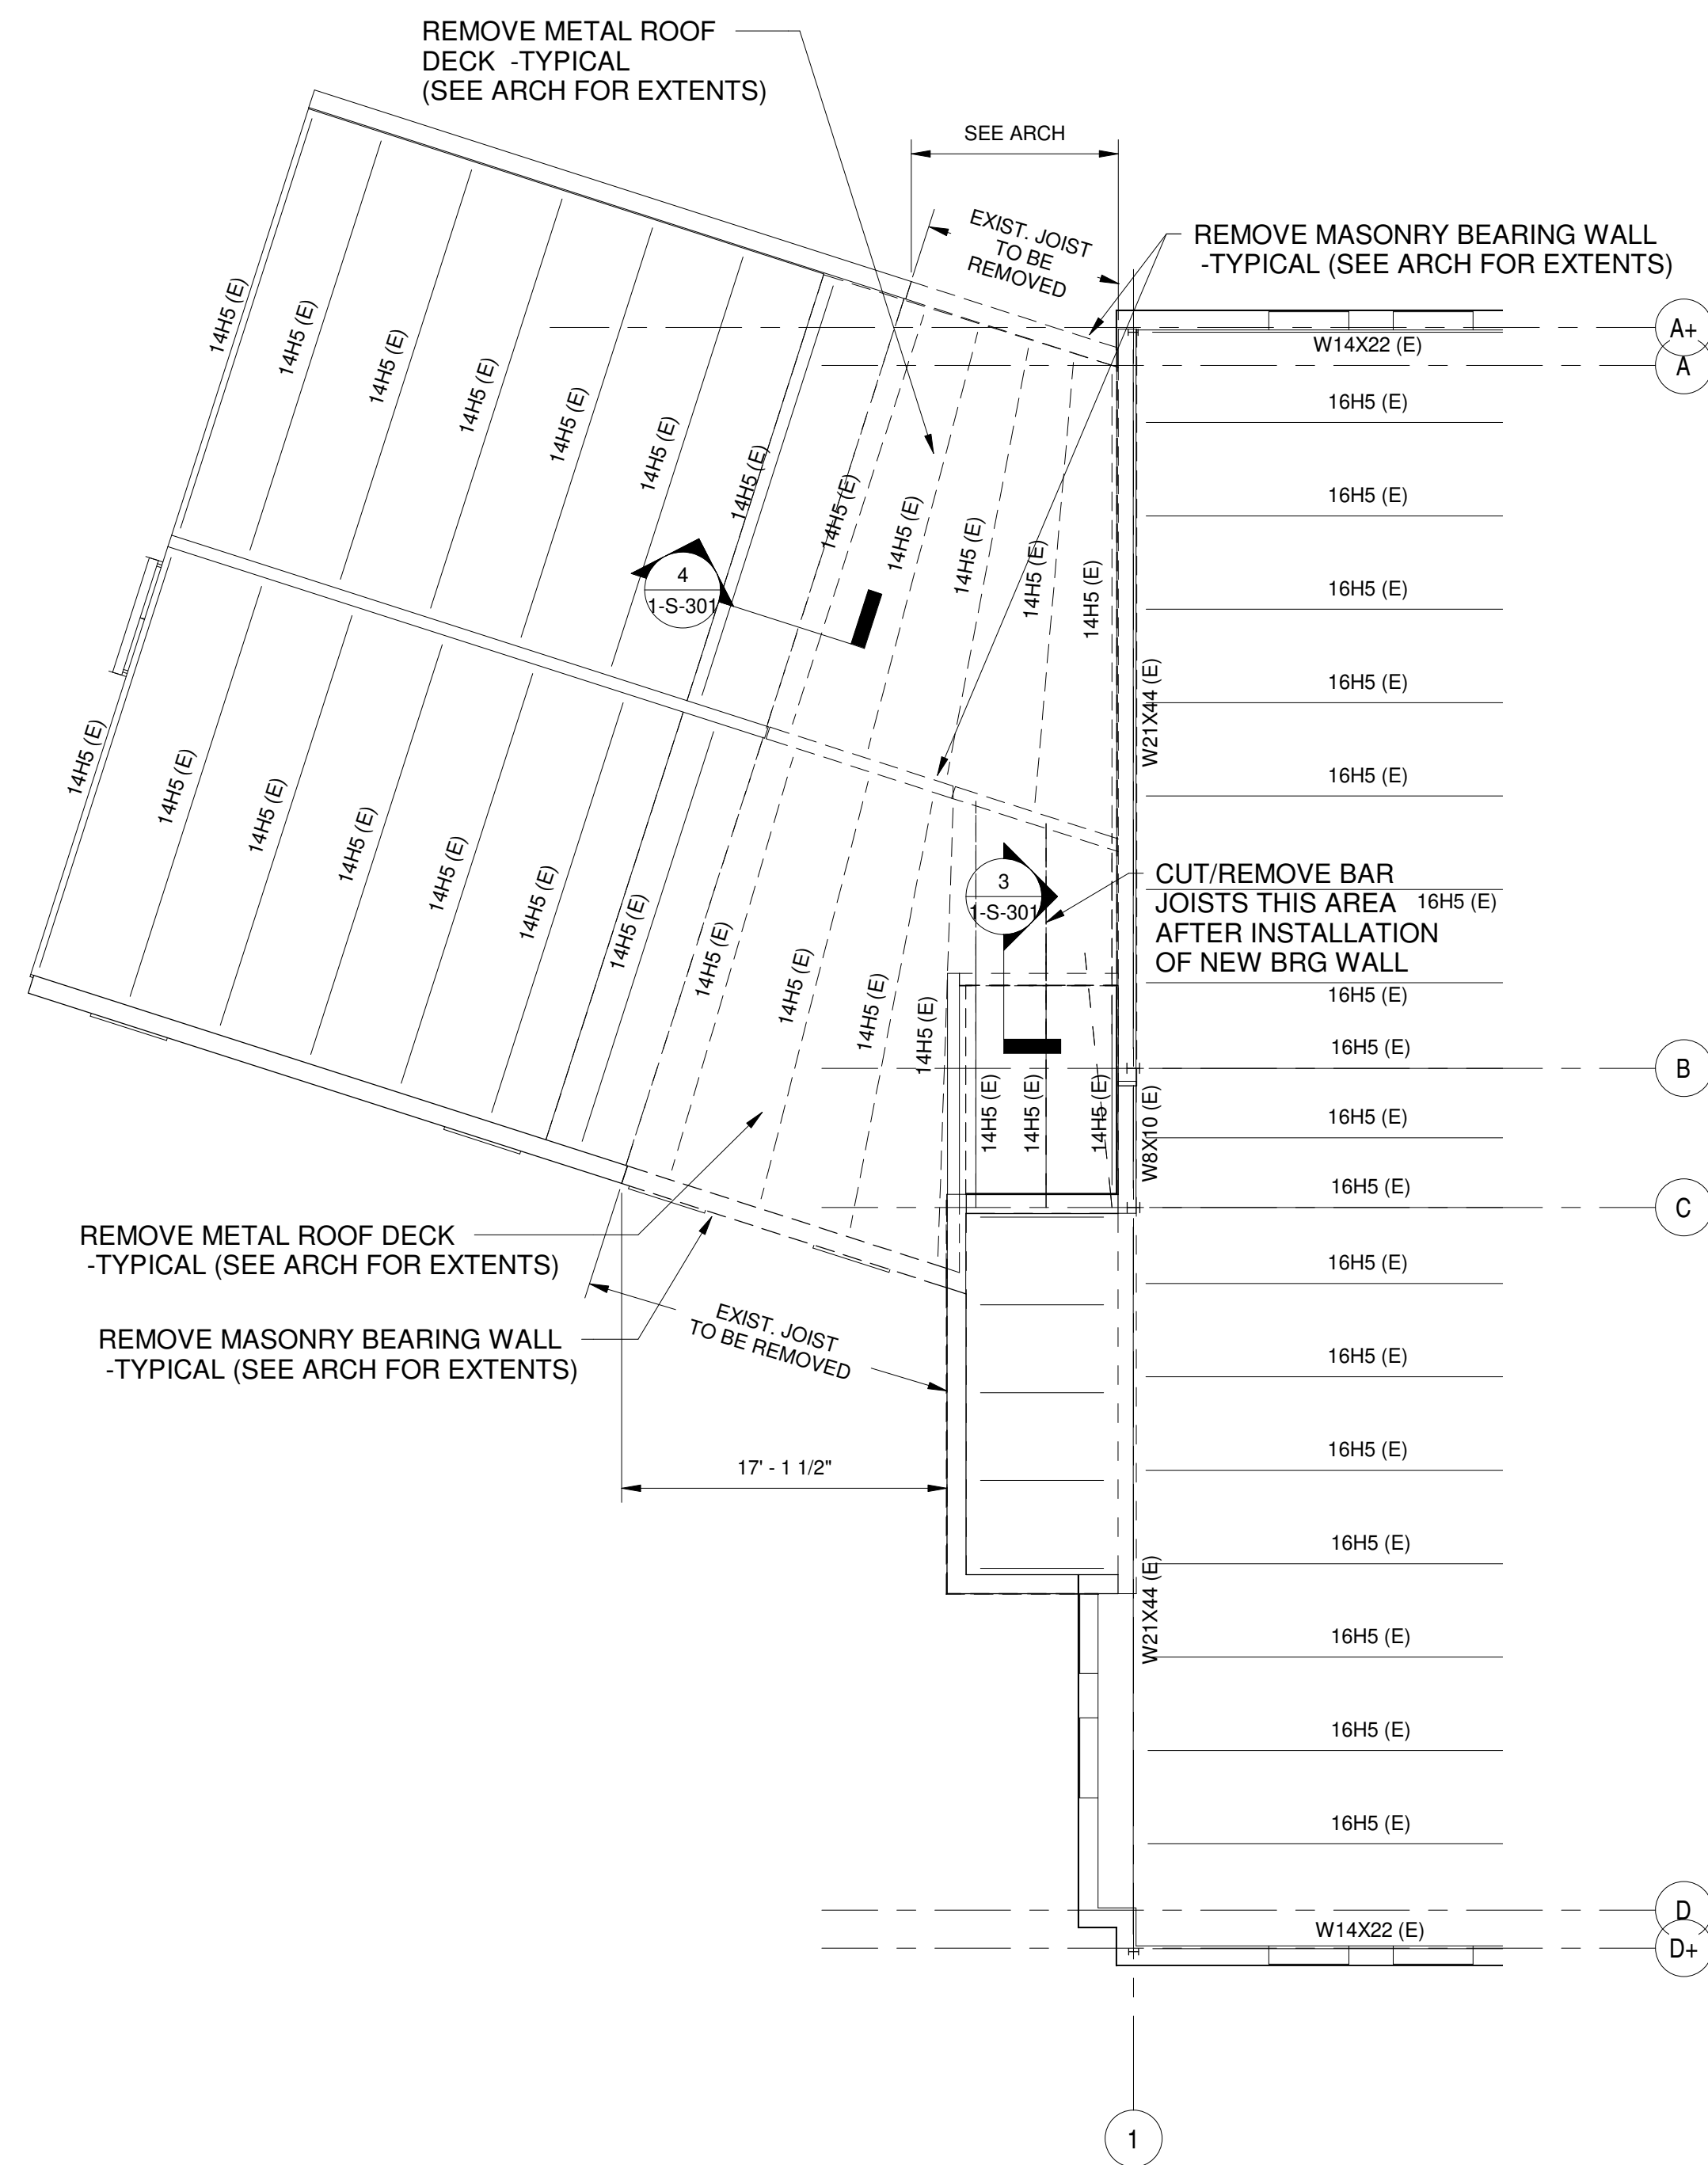 REMOVE METAL ROOF
DECK -TYPICAL
(SEE ARCH FOR EXTENTS)
SEE ARCH
EXIST. JOIST
TO BE
REMOVED
REMOVE MASONRY BEARING WALL
-TYPICAL (SEE ARCH FOR EXTENTS)
A+
A
W14X22 (E)
16H5 (E)
16H5 (E)
16H5 (E)
16H5 (E)
16H5 (E)
14H5 (E)
14H5 (E)
14H5 (E)
14H5 (E)
14H5 (E)
14H5 (E)
14H5 (E)
14H5 (E)
14H5 (E)
14H5 (E)
14H5 (E)
14H5 (E)
4
1-S-301
W21X44 (E)
14H5 (E)
14H5 (E)
14H5 (E)
14H5 (E)
14H5 (E)
14H5 (E)
14H5 (E)
14H5 (E)
14H5 (E)
14H5 (E)
14H5 (E)
3
1-S-301
CUT/REMOVE BAR
JOISTS THIS AREA
AFTER INSTALLATION
OF NEW BRG WALL
16H5 (E)
16H5 (E)
16H5 (E)
B
14H5 (E)
14H5 (E)
14H5 (E)
W8X10 (E)
16H5 (E)
16H5 (E)
C
REMOVE METAL ROOF DECK
-TYPICAL (SEE ARCH FOR EXTENTS)
REMOVE MASONRY BEARING WALL
-TYPICAL (SEE ARCH FOR EXTENTS)
EXIST. JOIST
TO BE REMOVED
17' - 1 1/2"
16H5 (E)
16H5 (E)
16H5 (E)
16H5 (E)
W21X44 (E)
16H5 (E)
16H5 (E)
16H5 (E)
D
W14X22 (E)
D+
1